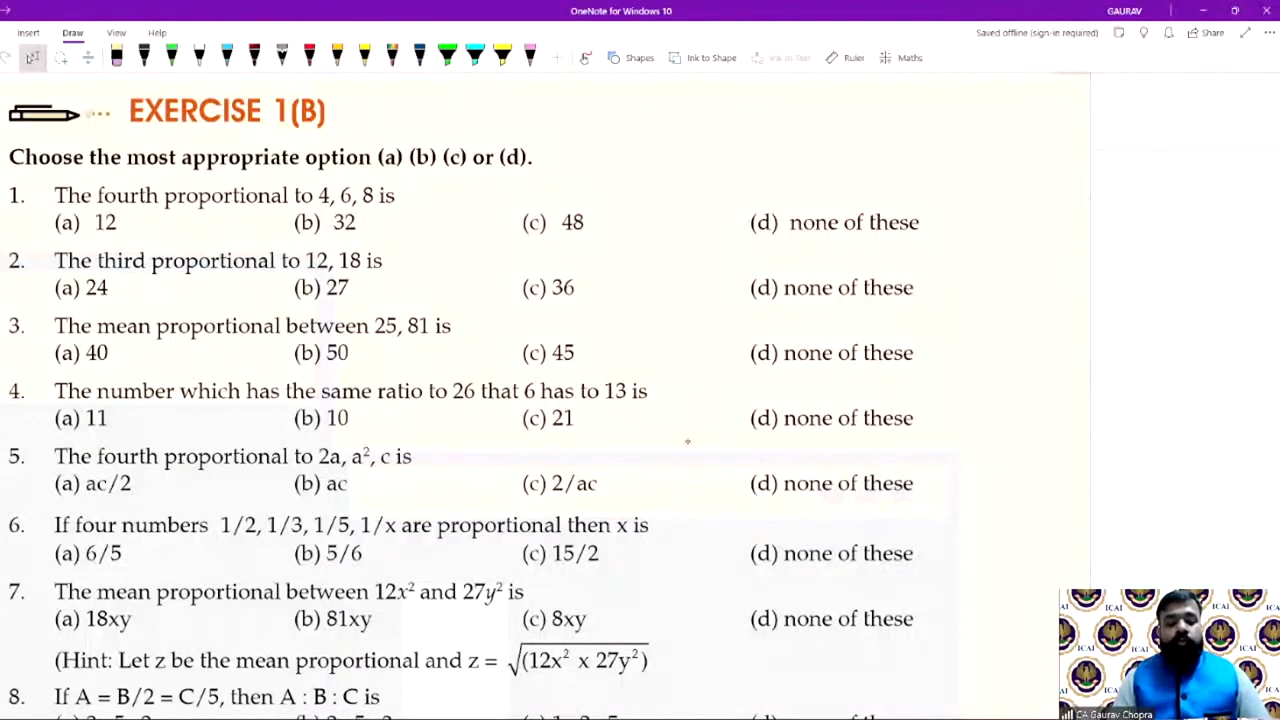 OneNote for Windows 10
GAURAV
Insert Draw View Help
Saved offline (sign-in required)
Share
Shapes Ink to Shape Ink to Text Ruler Maths
EXERCISE 1(B)
Choose the most appropriate option (a) (b) (c) or (d).
1. The fourth proportional to 4, 6, 8 is
(a) 12 (b) 32 (c) 48 (d) none of these
2. The third proportional to 12, 18 is
(a) 24 (b) 27 (c) 36 (d) none of these
3. The mean proportional between 25, 81 is
(a) 40 (b) 50 (c) 45 (d) none of these
4. The number which has the same ratio to 26 that 6 has to 13 is
(a) 11 (b) 10 (c) 21 (d) none of these
5. The fourth proportional to 2a, a², c is
(a) ac/2 (b) ac (c) 2/ac (d) none of these
6. If four numbers 1/2, 1/3, 1/5, 1/x are proportional then x is
(a) 6/5 (b) 5/6 (c) 15/2 (d) none of these
7. The mean proportional between 12x² and 27y² is
(a) 18xy (b) 81xy (c) 8xy (d) none of these
(Hint: Let z be the mean proportional and z = √(12x² x 27y²)
8. If A = B/2 = C/5, then A : B : C is
ICAI ICAI ICAI
CA Gaurav Chopra